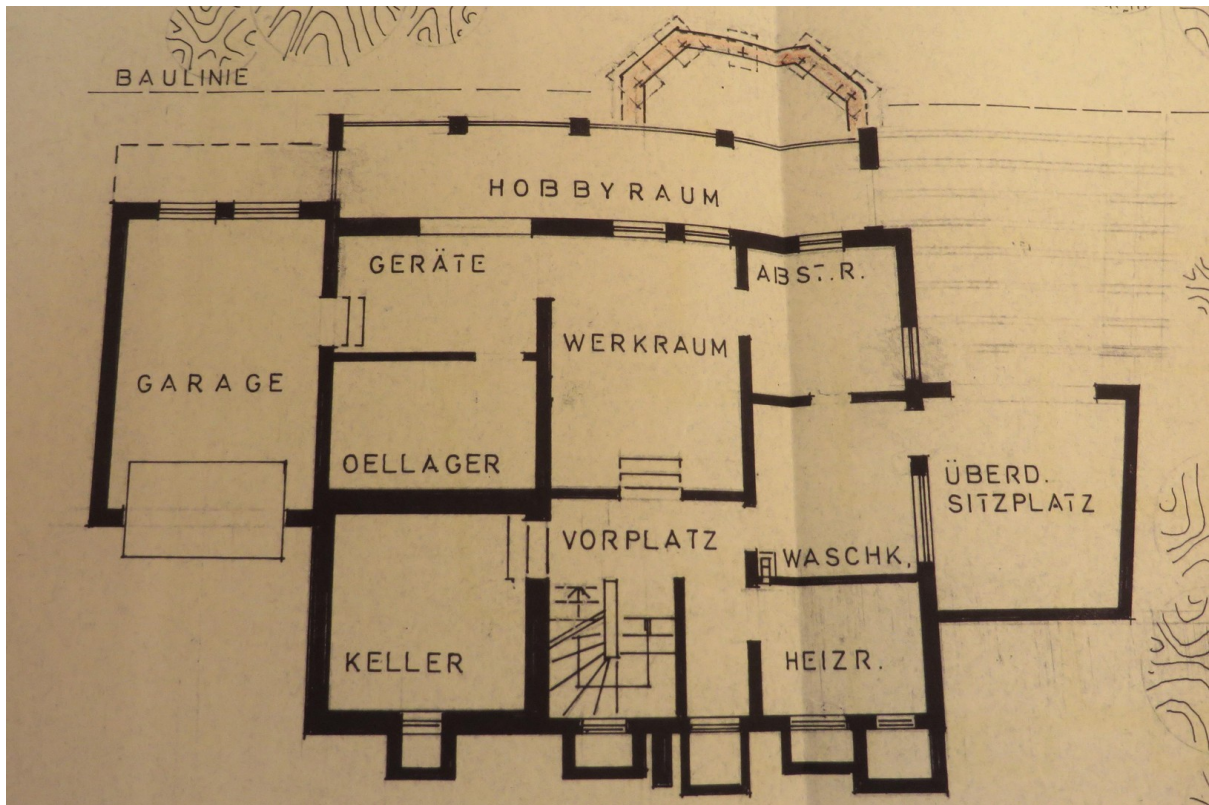 BAULINIE
HOBBYRAUM
GERÄTE
ABST.R.
WERKRAUM
GARAGE
OELLAGER
ÜBERD.
SITZPLATZ
VORPLATZ
WASCHK.
KELLER
HEIZR.